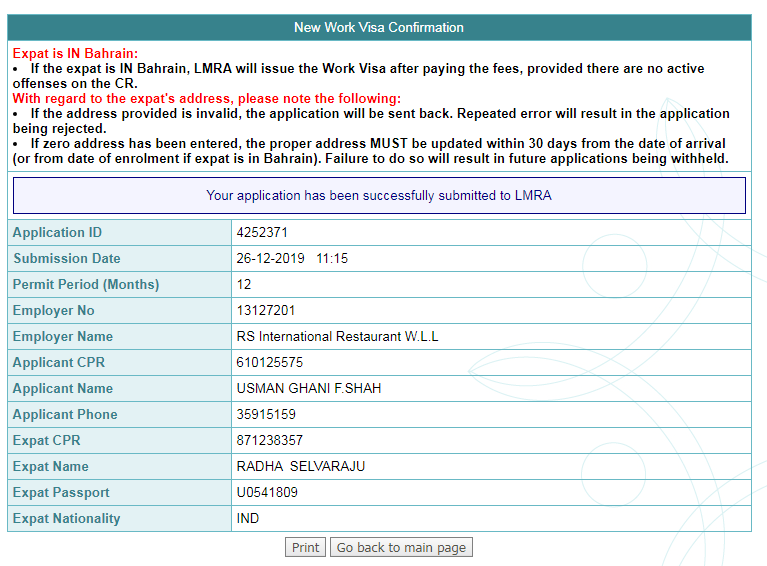 New Work Visa Confirmation
Expat is IN Bahrain:
• If the expat is IN Bahrain, LMRA will issue the Work Visa after paying the fees, provided there are no active
offenses on the CR.
With regard to the expat's address, please note the following:
• If the address provided is invalid, the application will be sent back. Repeated error will result in the application
being rejected.
• If zero address has been entered, the proper address MUST be updated within 30 days from the date of arrival
(or from date of enrolment if expat is in Bahrain). Failure to do so will result in future applications being withheld.
Your application has been successfully submitted to LMRA
Application ID 4252371
Submission Date 26-12-2019 11:15
Permit Period (Months) 12
Employer No 13127201
Employer Name RS International Restaurant W.L.L
Applicant CPR 610125575
Applicant Name USMAN GHANI F.SHAH
Applicant Phone 35915159
Expat CPR 871238357
Expat Name RADHA SELVARAJU
Expat Passport U0541809
Expat Nationality IND
Print Go back to main page